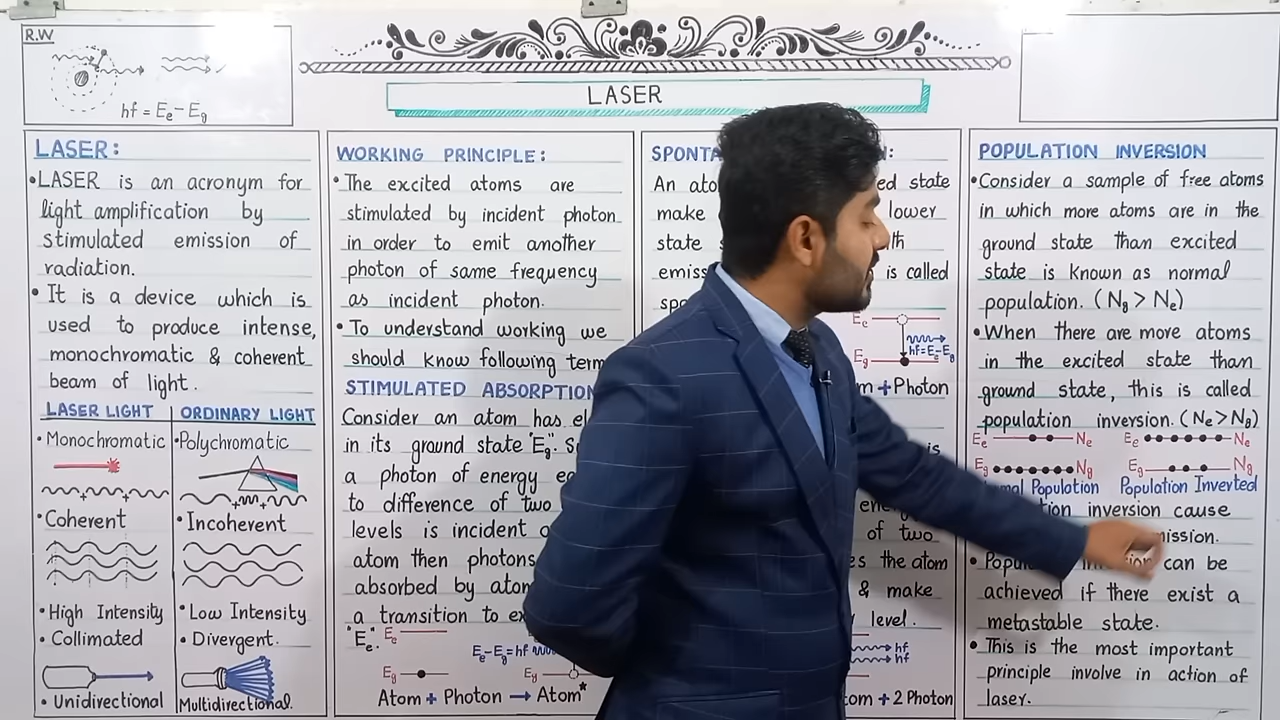 R.W
hf = Ee - Eg
LASER
LASER:
• LASER is an acronym for
light amplification by
stimulated emission of
radiation.
• It is a device which is
used to produce intense,
monochromatic & coherent
beam of light.
LASER LIGHT
• Monochromatic
• Coherent
• High Intensity
• Collimated
• Unidirectional
ORDINARY LIGHT
• Polychromatic
• Incoherent
• Low Intensity
• Divergent.
Multidirectional.
WORKING PRINCIPLE:
• The excited atoms are
stimulated by incident photon
in order to emit another
photon of same frequency
as incident photon.
• To understand working we
should know following term
STIMULATED ABSORPTION
Consider an atom has
in its ground state "Eg".
a photon of energy
to difference of two
levels is incident
atom then photons
absorbed by
a transition to
"Ee". Ee
Ee-Eg=hf
Eg Eg
Atom + Photon → Atom*
An state
make lower
state
is called
Ee
hf=Ee-Eg
Eg
+ Photon
is
of two
the atom
& make
level.
hf
hf
+ 2 Photon
POPULATION INVERSION
• Consider a sample of free atoms
in which more atoms are in the
ground state than excited
state is known as normal
population. (Ng > Ne)
• When there are more atoms
in the excited state than
ground state, this is called
population inversion. (Ne > Ng)
Ee Ne Ee Ne
Eg Ng Eg Ng
Population Population Inverted
inversion cause
• can be
achieved if there exist a
metastable state.
• This is the most important
principle involve in action of
laser.